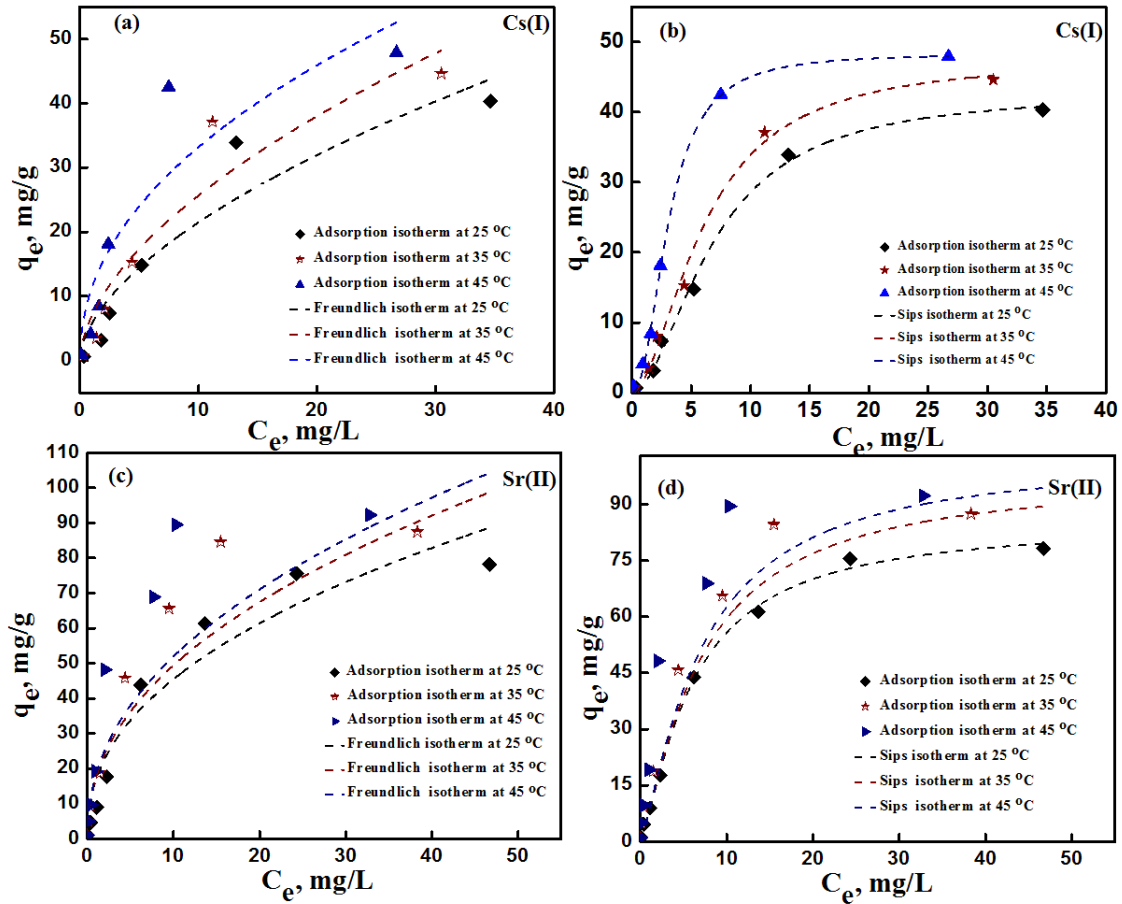 (a)
Cs(I)
50
40
30
20
10
0
qe, mg/g
Adsorption isotherm at 25 °C
Adsorption isotherm at 35 °C
Adsorption isotherm at 45 °C
Freundlich isotherm at 25 °C
Freundlich isotherm at 35 °C
Freundlich isotherm at 45 °C
0 10 20 30 40
Ce, mg/L
(b)
Cs(I)
50
40
30
20
10
0
qe, mg/g
Adsorption isotherm at 25 °C
Adsorption isotherm at 35 °C
Adsorption isotherm at 45 °C
Sips isotherm at 25 °C
Sips isotherm at 35 °C
Sips isotherm at 45 °C
0 5 10 15 20 25 30 35 40
Ce, mg/L
(c)
Sr(II)
110
100
90
80
70
60
50
40
30
20
10
0
qe, mg/g
Adsorption isotherm at 25 °C
Adsorption isotherm at 35 °C
Adsorption isotherm at 45 °C
Freundlich isotherm at 25 °C
Freundlich isotherm at 35 °C
Freundlich isotherm at 45 °C
0 10 20 30 40 50
Ce, mg/L
(d)
Sr(II)
90
75
60
45
30
15
0
qe, mg/g
Adsorption isotherm at 25 °C
Adsorption isotherm at 35 °C
Adsorption isotherm at 45 °C
Sips isotherm at 25 °C
Sips isotherm at 35 °C
Sips isotherm at 45 °C
0 10 20 30 40 50
Ce, mg/L